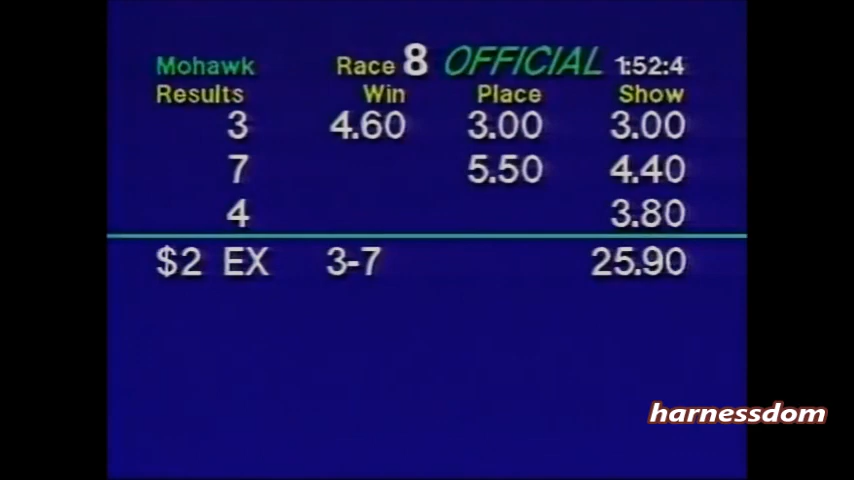 Mohawk Race 8 OFFICIAL 1:52:4
Results Win Place Show
3 4.60 3.00 3.00
7 5.50 4.40
4 3.80
$2 EX 3-7 25.90
harnessdom